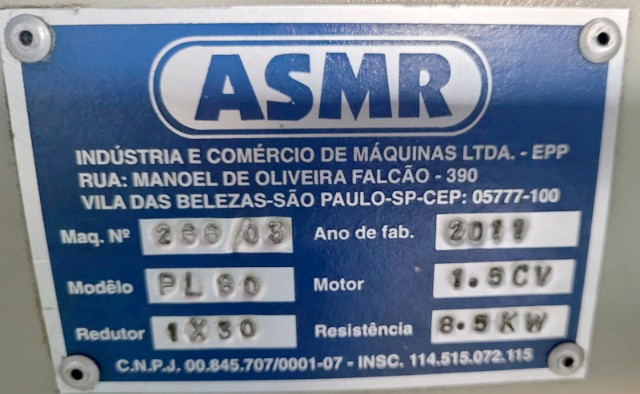 ASMR
INDÚSTRIA E COMÉRCIO DE MÁQUINAS LTDA. - EPP
RUA: MANOEL DE OLIVEIRA FALCÃO - 390
VILA DAS BELEZAS-SÃO PAULO-SP-CEP: 05777-100
Maq. Nº Ano de fab. 2011
Modêlo Motor 1.5CV
Redutor 1X30 Resistência 8.5KW
C.N.P.J. 00.845.707/0001-07 - INSC. 114.515.072.115